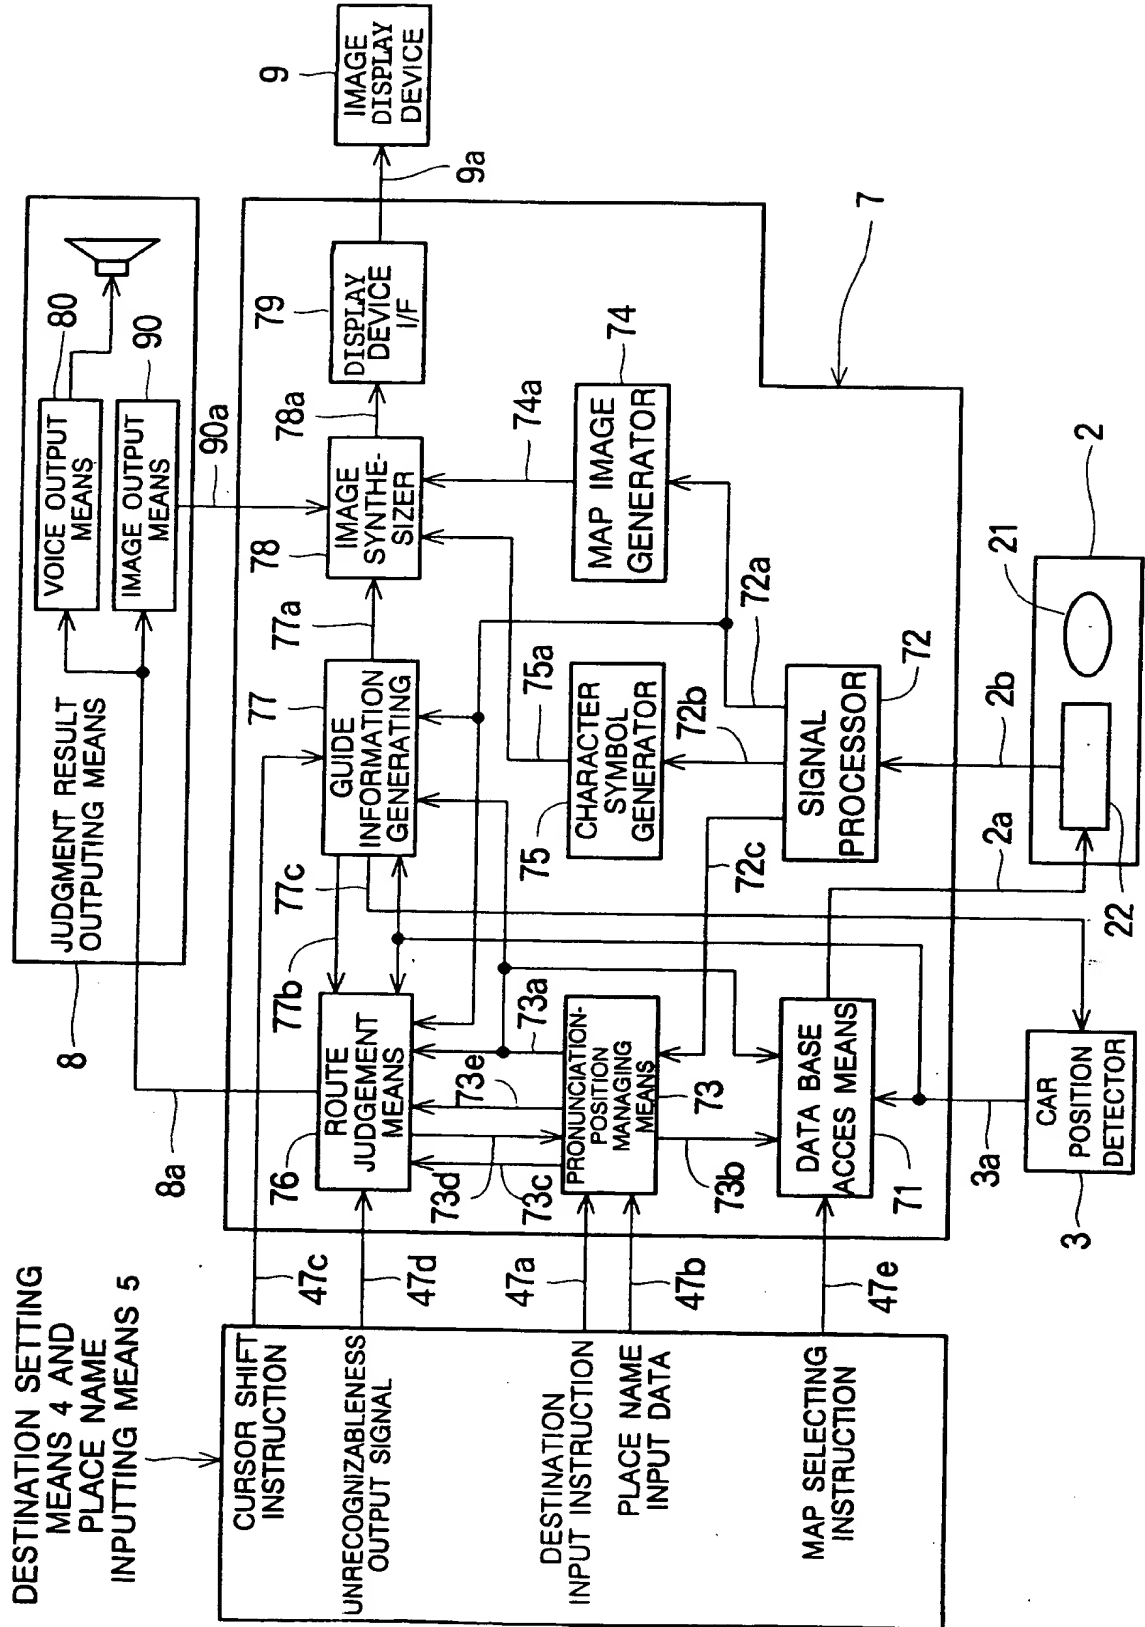 DESTINATION SETTING
MEANS 4 AND
PLACE NAME
INPUTTING MEANS 5
CURSOR SHIFT
INSTRUCTION
UNRECOGNIZABLENESS
OUTPUT SIGNAL
DESTINATION
INPUT INSTRUCTION
PLACE NAME
INPUT DATA
MAP SELECTING
INSTRUCTION
47c
47d
47a
47b
47e
8
JUDGMENT RESULT
OUTPUTING MEANS
8a
VOICE OUTPUT
MEANS
80
IMAGE OUTPUT
MEANS
90
90a
76
ROUTE
JUDGEMENT
MEANS
77b
77c
77
GUIDE
INFORMATION
GENERATING
77a
78
IMAGE
SYNTHE-
SIZER
78a
79
DISPLAY
DEVICE
I/F
9a
9
IMAGE
DISPLAY
DEVICE
73d
73c
73e
73a
PRONUNCIATION-
POSITION
MANAGING
MEANS
73
73b
72c
75
CHARACTER
SYMBOL
GENERATOR
75a
72b
MAP IMAGE
GENERATOR
74
74a
72a
DATA BASE
ACCES MEANS
71
SIGNAL
PROCESSOR
72
7
3a
3
CAR
POSITION
DETECTOR
2a
2b
22
21
2